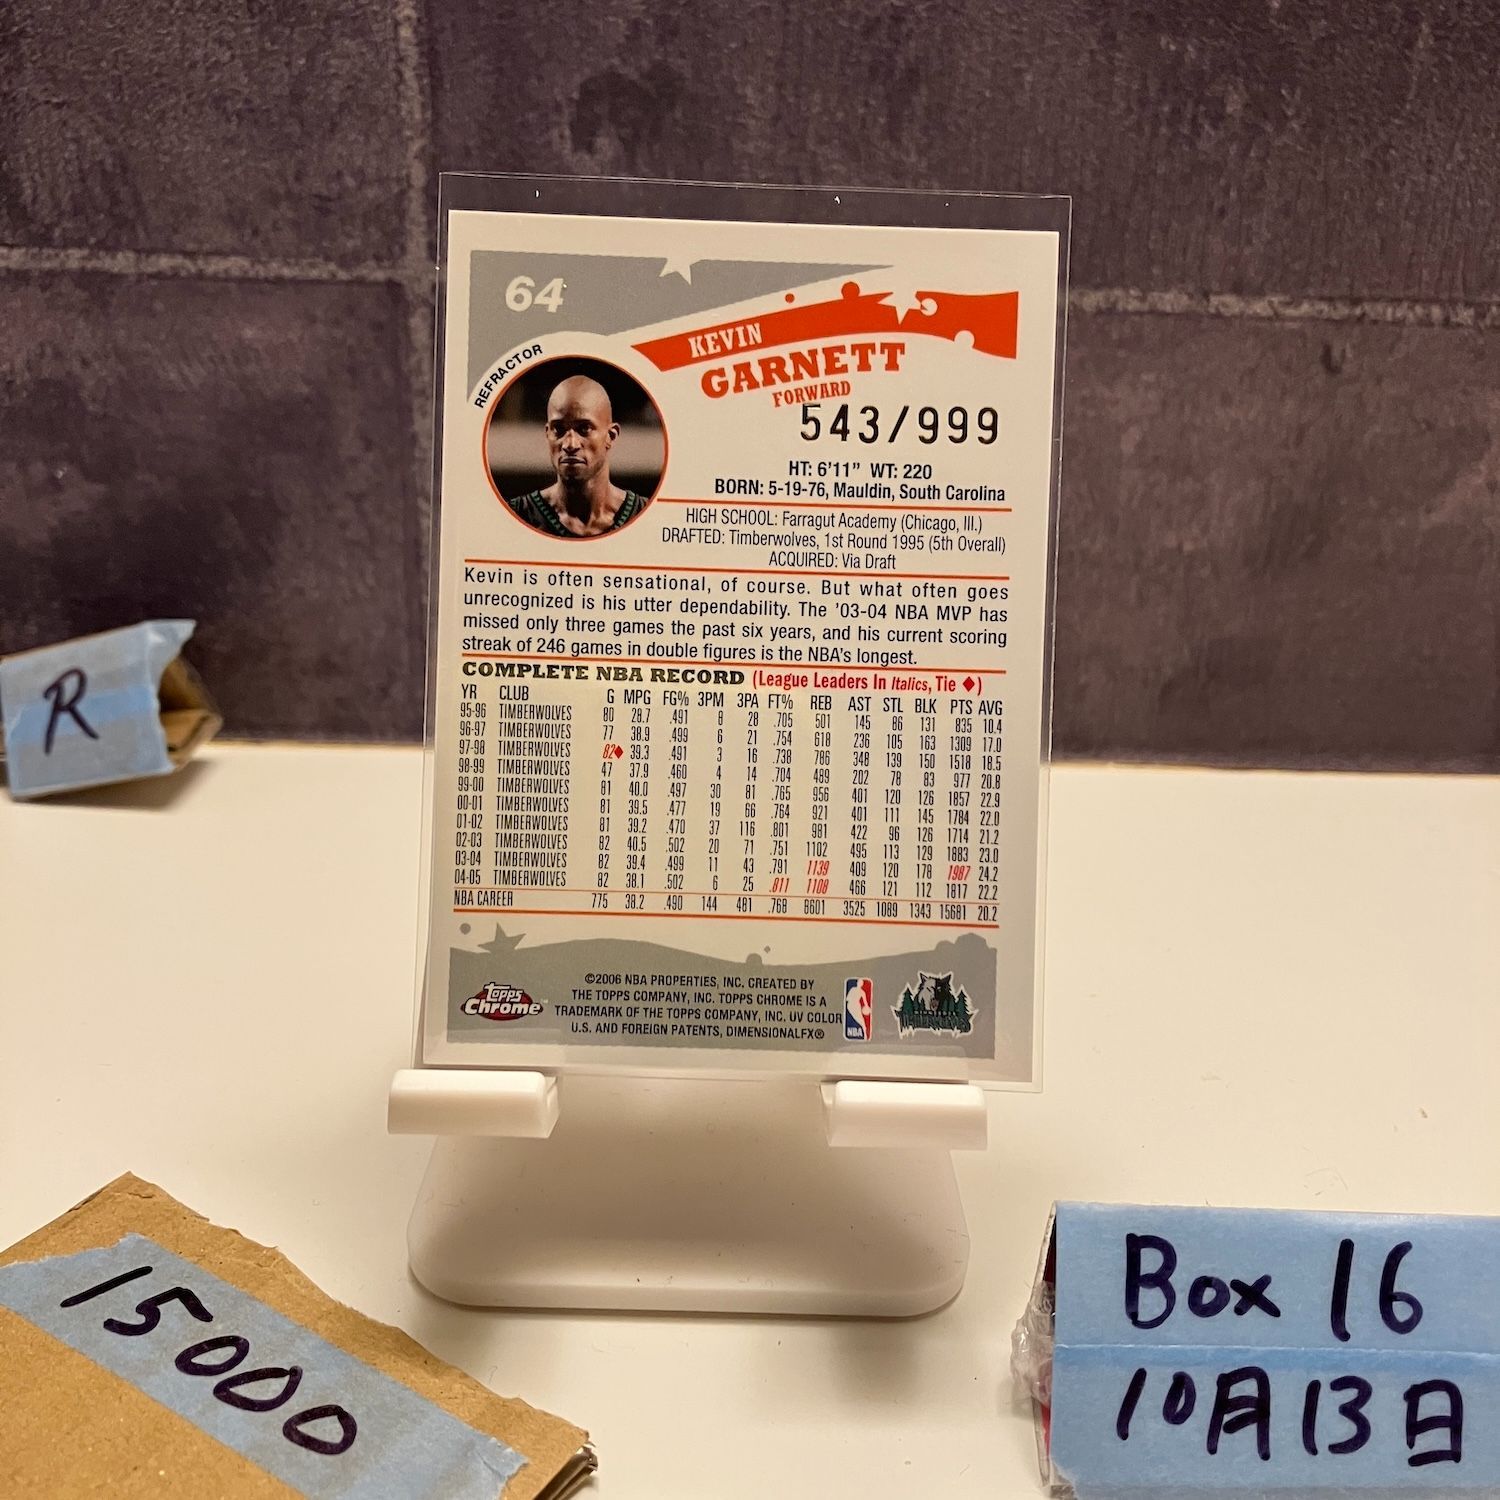 64
REFRACTOR
KEVIN
GARNETT
FORWARD
543/999
HT: 6'11" WT: 220
BORN: 5-19-76, Mauldin, South Carolina
HIGH SCHOOL: Farragut Academy (Chicago, Ill.)
DRAFTED: Timberwolves, 1st Round 1995 (5th Overall)
ACQUIRED: Via Draft
Kevin is often sensational, of course. But what often goes
unrecognized is his utter dependability. The '03-04 NBA MVP has
missed only three games the past six years, and his current scoring
streak of 246 games in double figures is the NBA's longest.
COMPLETE NBA RECORD (League Leaders In Italics, Tie ♦)
YR CLUB G MPG FG% 3PM 3PA FT% REB AST STL BLK PTS AVG
95-96 TIMBERWOLVES 80 28.7 .491 8 28 .705 501 145 86 131 835 10.4
96-97 TIMBERWOLVES 77 38.9 .499 6 21 .754 618 236 105 163 1309 17.0
97-98 TIMBERWOLVES 82♦ 39.3 .491 3 16 .738 786 348 139 150 1518 18.5
98-99 TIMBERWOLVES 47 37.9 .460 4 14 .704 489 202 78 83 977 20.8
99-00 TIMBERWOLVES 81 40.0 .497 30 81 .765 956 401 120 126 1857 22.9
00-01 TIMBERWOLVES 81 39.5 .477 19 66 .764 921 401 111 145 1784 22.0
01-02 TIMBERWOLVES 81 39.2 .470 37 116 .801 981 422 96 126 1714 21.2
02-03 TIMBERWOLVES 82 40.5 .502 20 71 .751 1102 495 113 129 1883 23.0
03-04 TIMBERWOLVES 82 39.4 .499 11 43 .791 1139 409 120 178 1987 24.2
04-05 TIMBERWOLVES 82 38.1 .502 6 25 .811 1108 466 121 112 1817 22.2
NBA CAREER 775 38.2 .490 144 481 .768 8601 3525 1089 1343 15681 20.2
©2006 NBA PROPERTIES, INC. CREATED BY
THE TOPPS COMPANY, INC. TOPPS CHROME IS A
TRADEMARK OF THE TOPPS COMPANY, INC. UV COLOR
U.S. AND FOREIGN PATENTS, DIMENSIONALFX®
topps
Chrome™
NBA
TIMBERWOLVES
R
15000
Box 16
10月13日